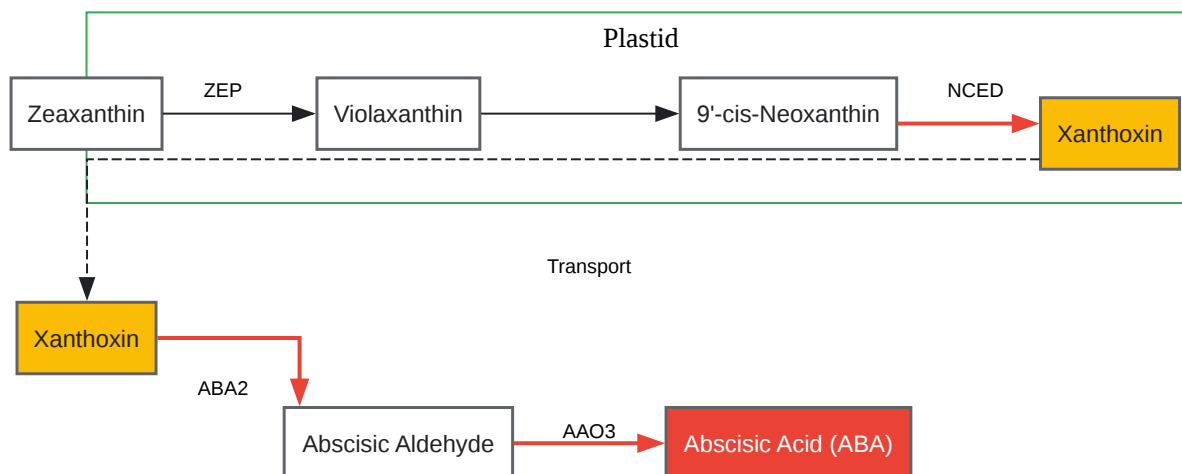 Plastid
ZEP
NCED
Zeaxanthin
Violaxanthin
9'-cis-Neoxanthin
Xanthoxin
Transport
Xanthoxin
ABA2
Abscisic Aldehyde
AAO3
Abscisic Acid (ABA)